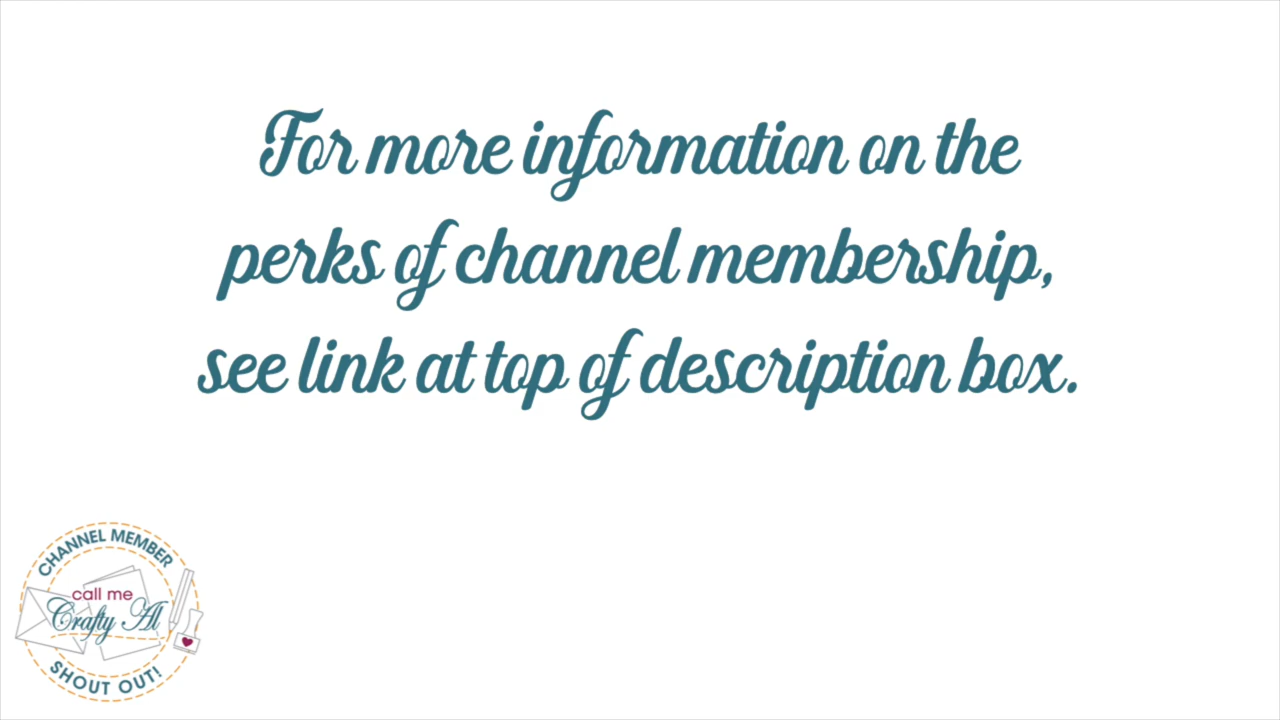 For more information on the
perks of channel membership,
see link at top of description box.
CHANNEL MEMBER
call me
Crafty Al
SHOUT OUT!